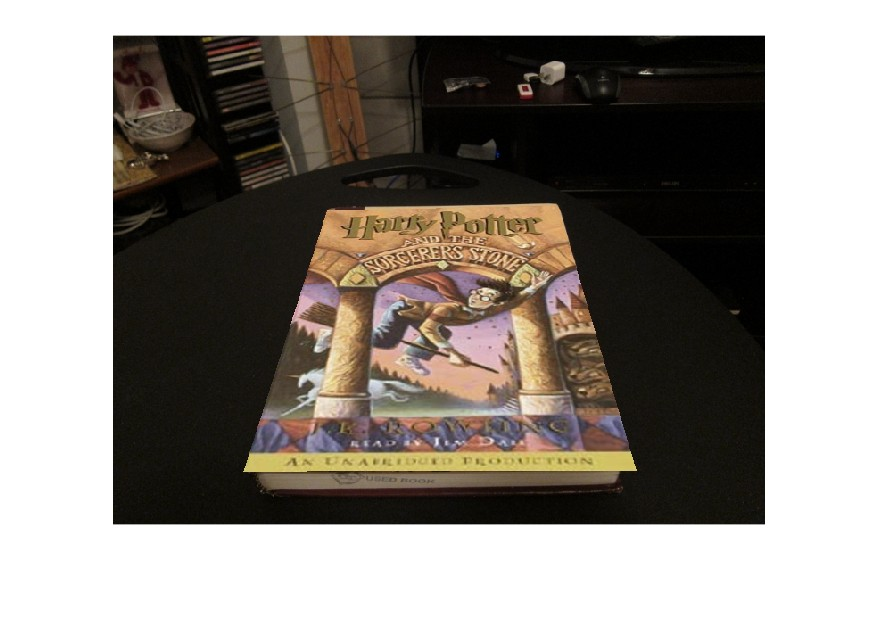 Harry Potter
AND THE
SORCERER'S STONE
J.K. ROWLING
READ BY JIM DALE
AN UNABRIDGED PRODUCTION
USED BOOK